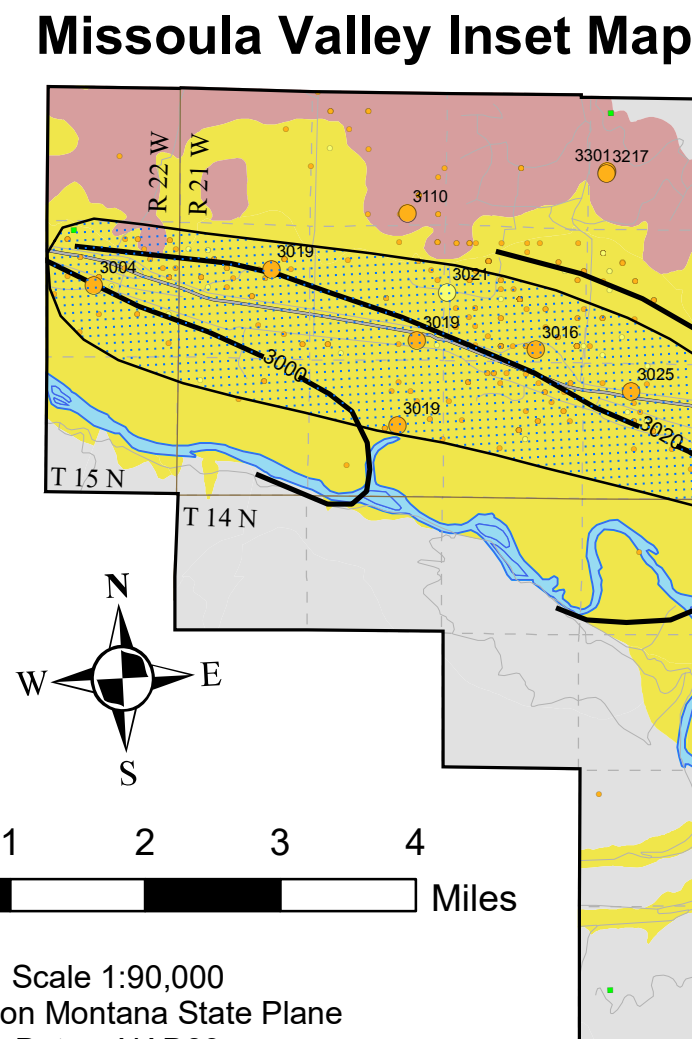 Missoula Valley Inset Map
R 22 W
R 21 W
3301 3217
3110
3019
3004
3021
3019
3016
3000
3025
3019
3020
T 15 N
T 14 N
N
W
E
S
1 2 3 4
Miles
Scale 1:90,000
on Montana State Plane